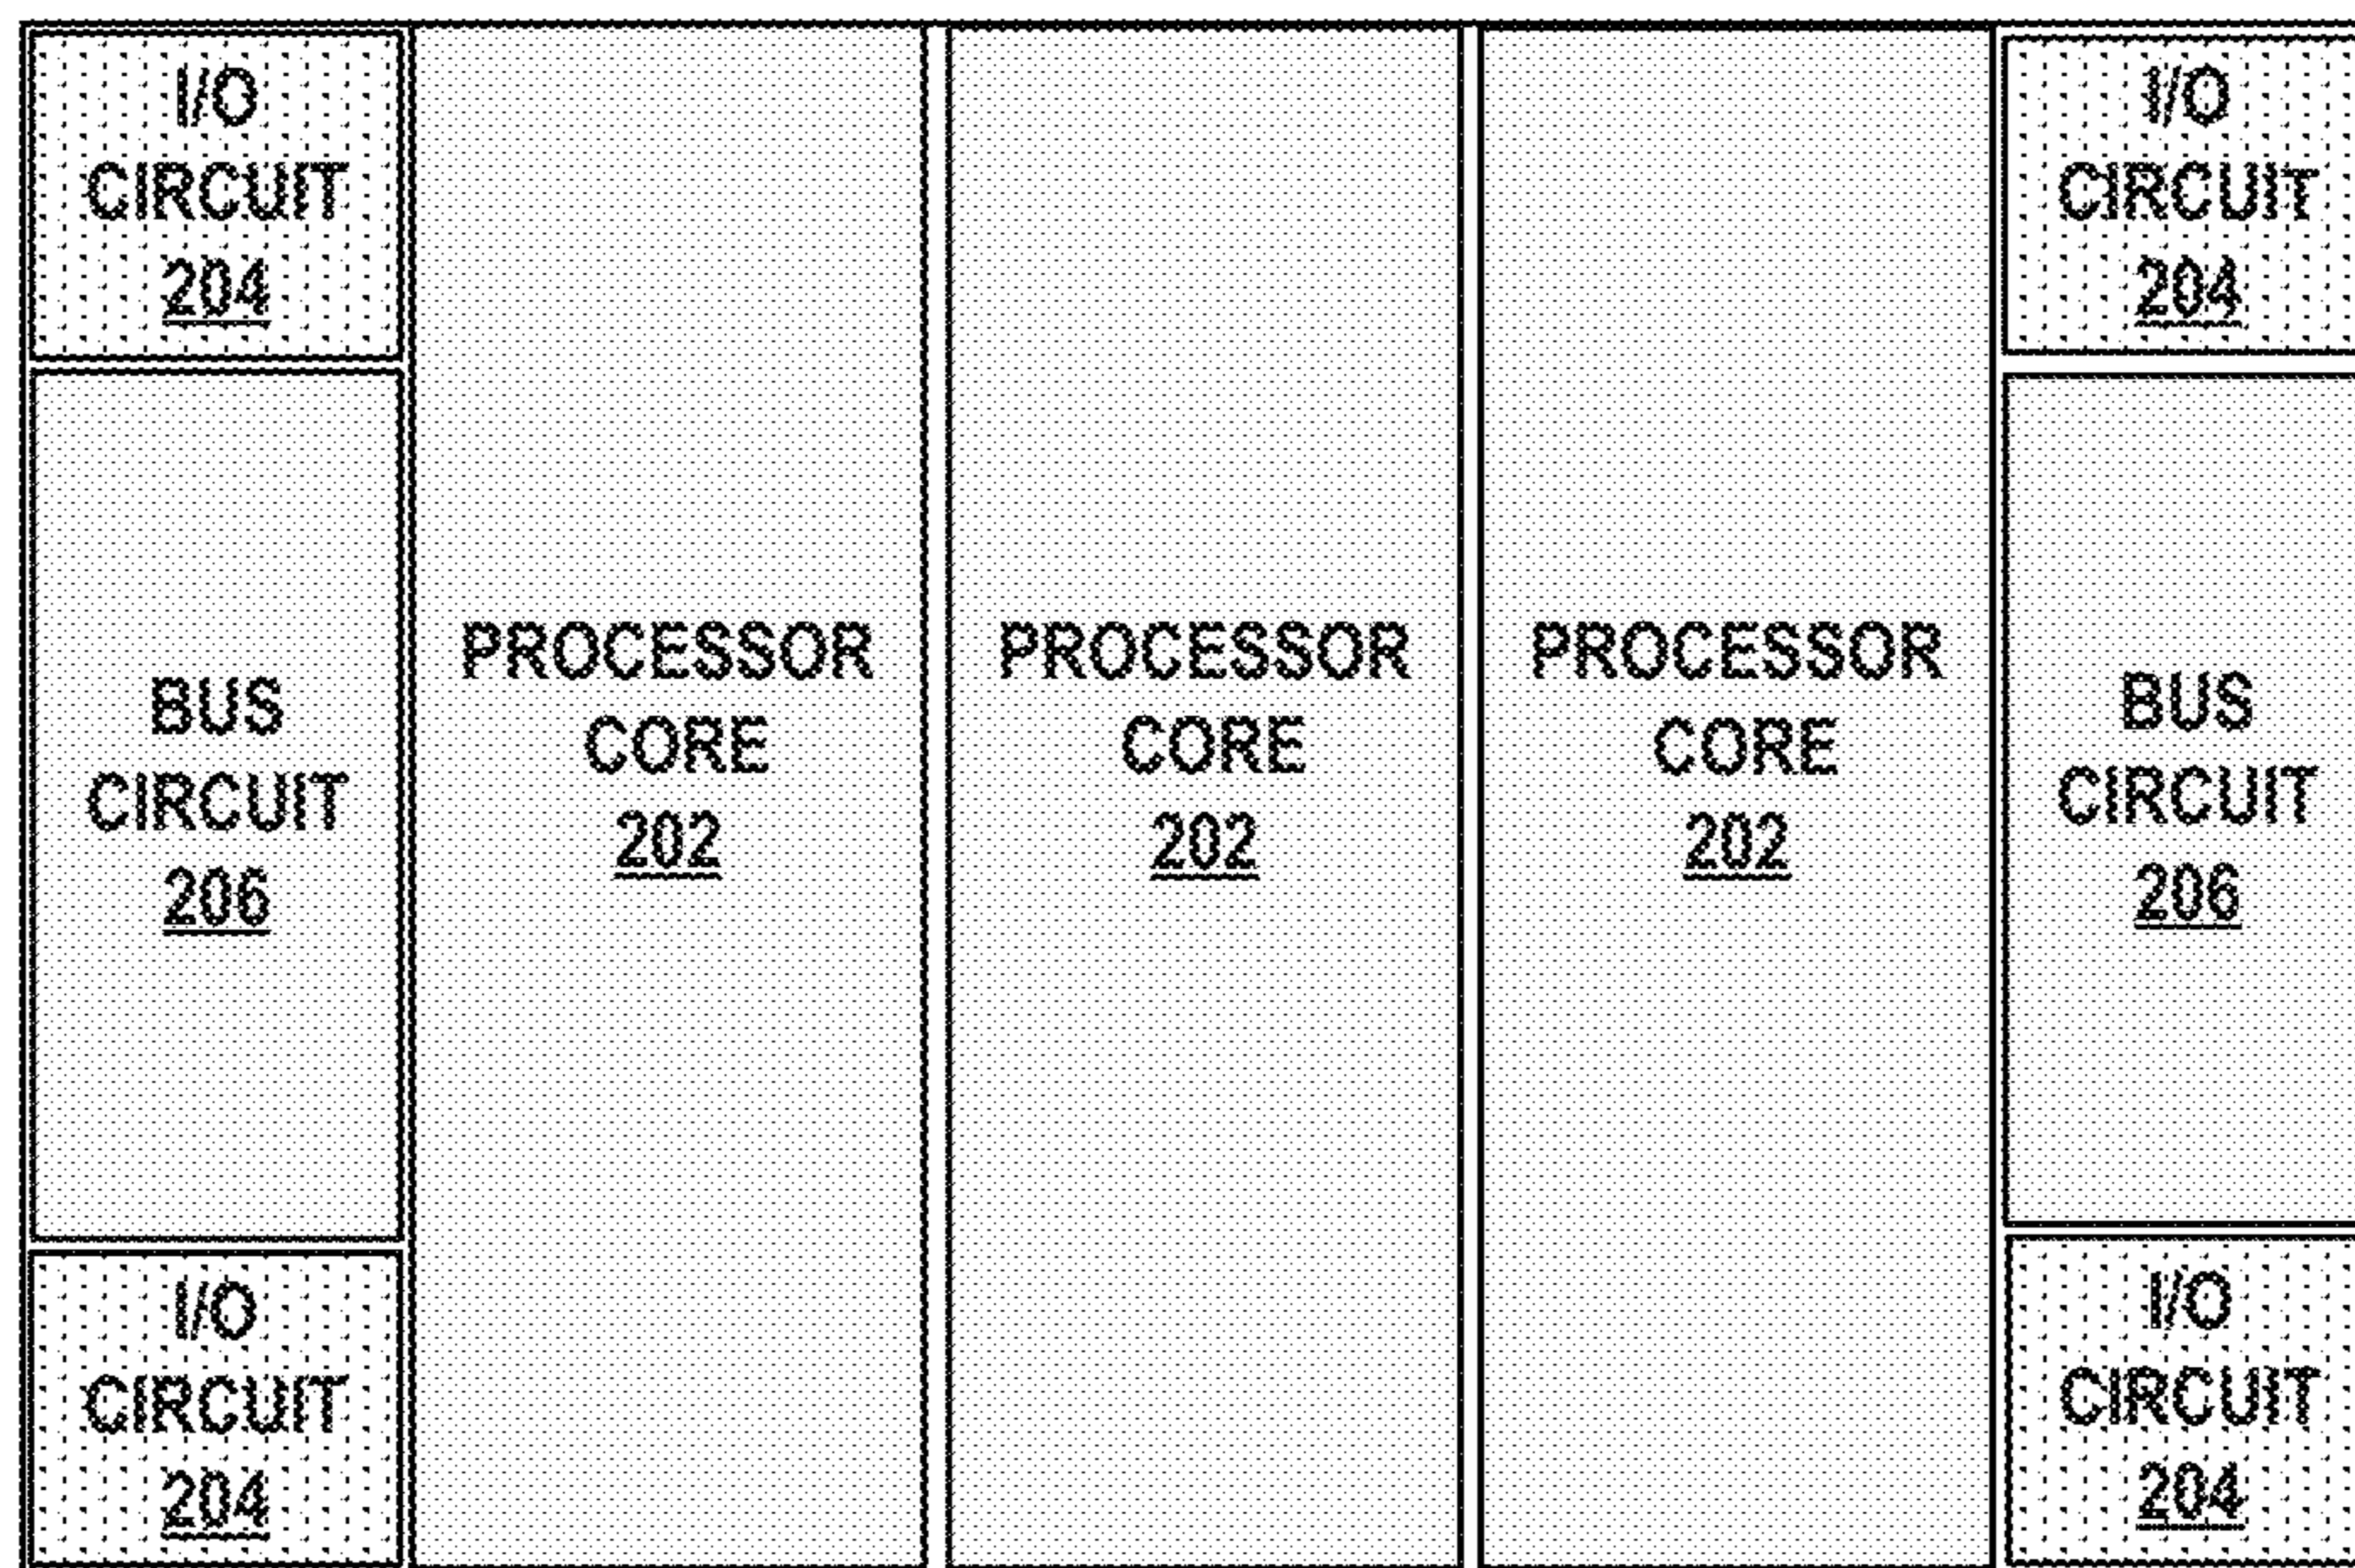 I/O
CIRCUIT
204
BUS
CIRCUIT
206
I/O
CIRCUIT
204
PROCESSOR
CORE
202
PROCESSOR
CORE
202
PROCESSOR
CORE
202
I/O
CIRCUIT
204
BUS
CIRCUIT
206
I/O
CIRCUIT
204